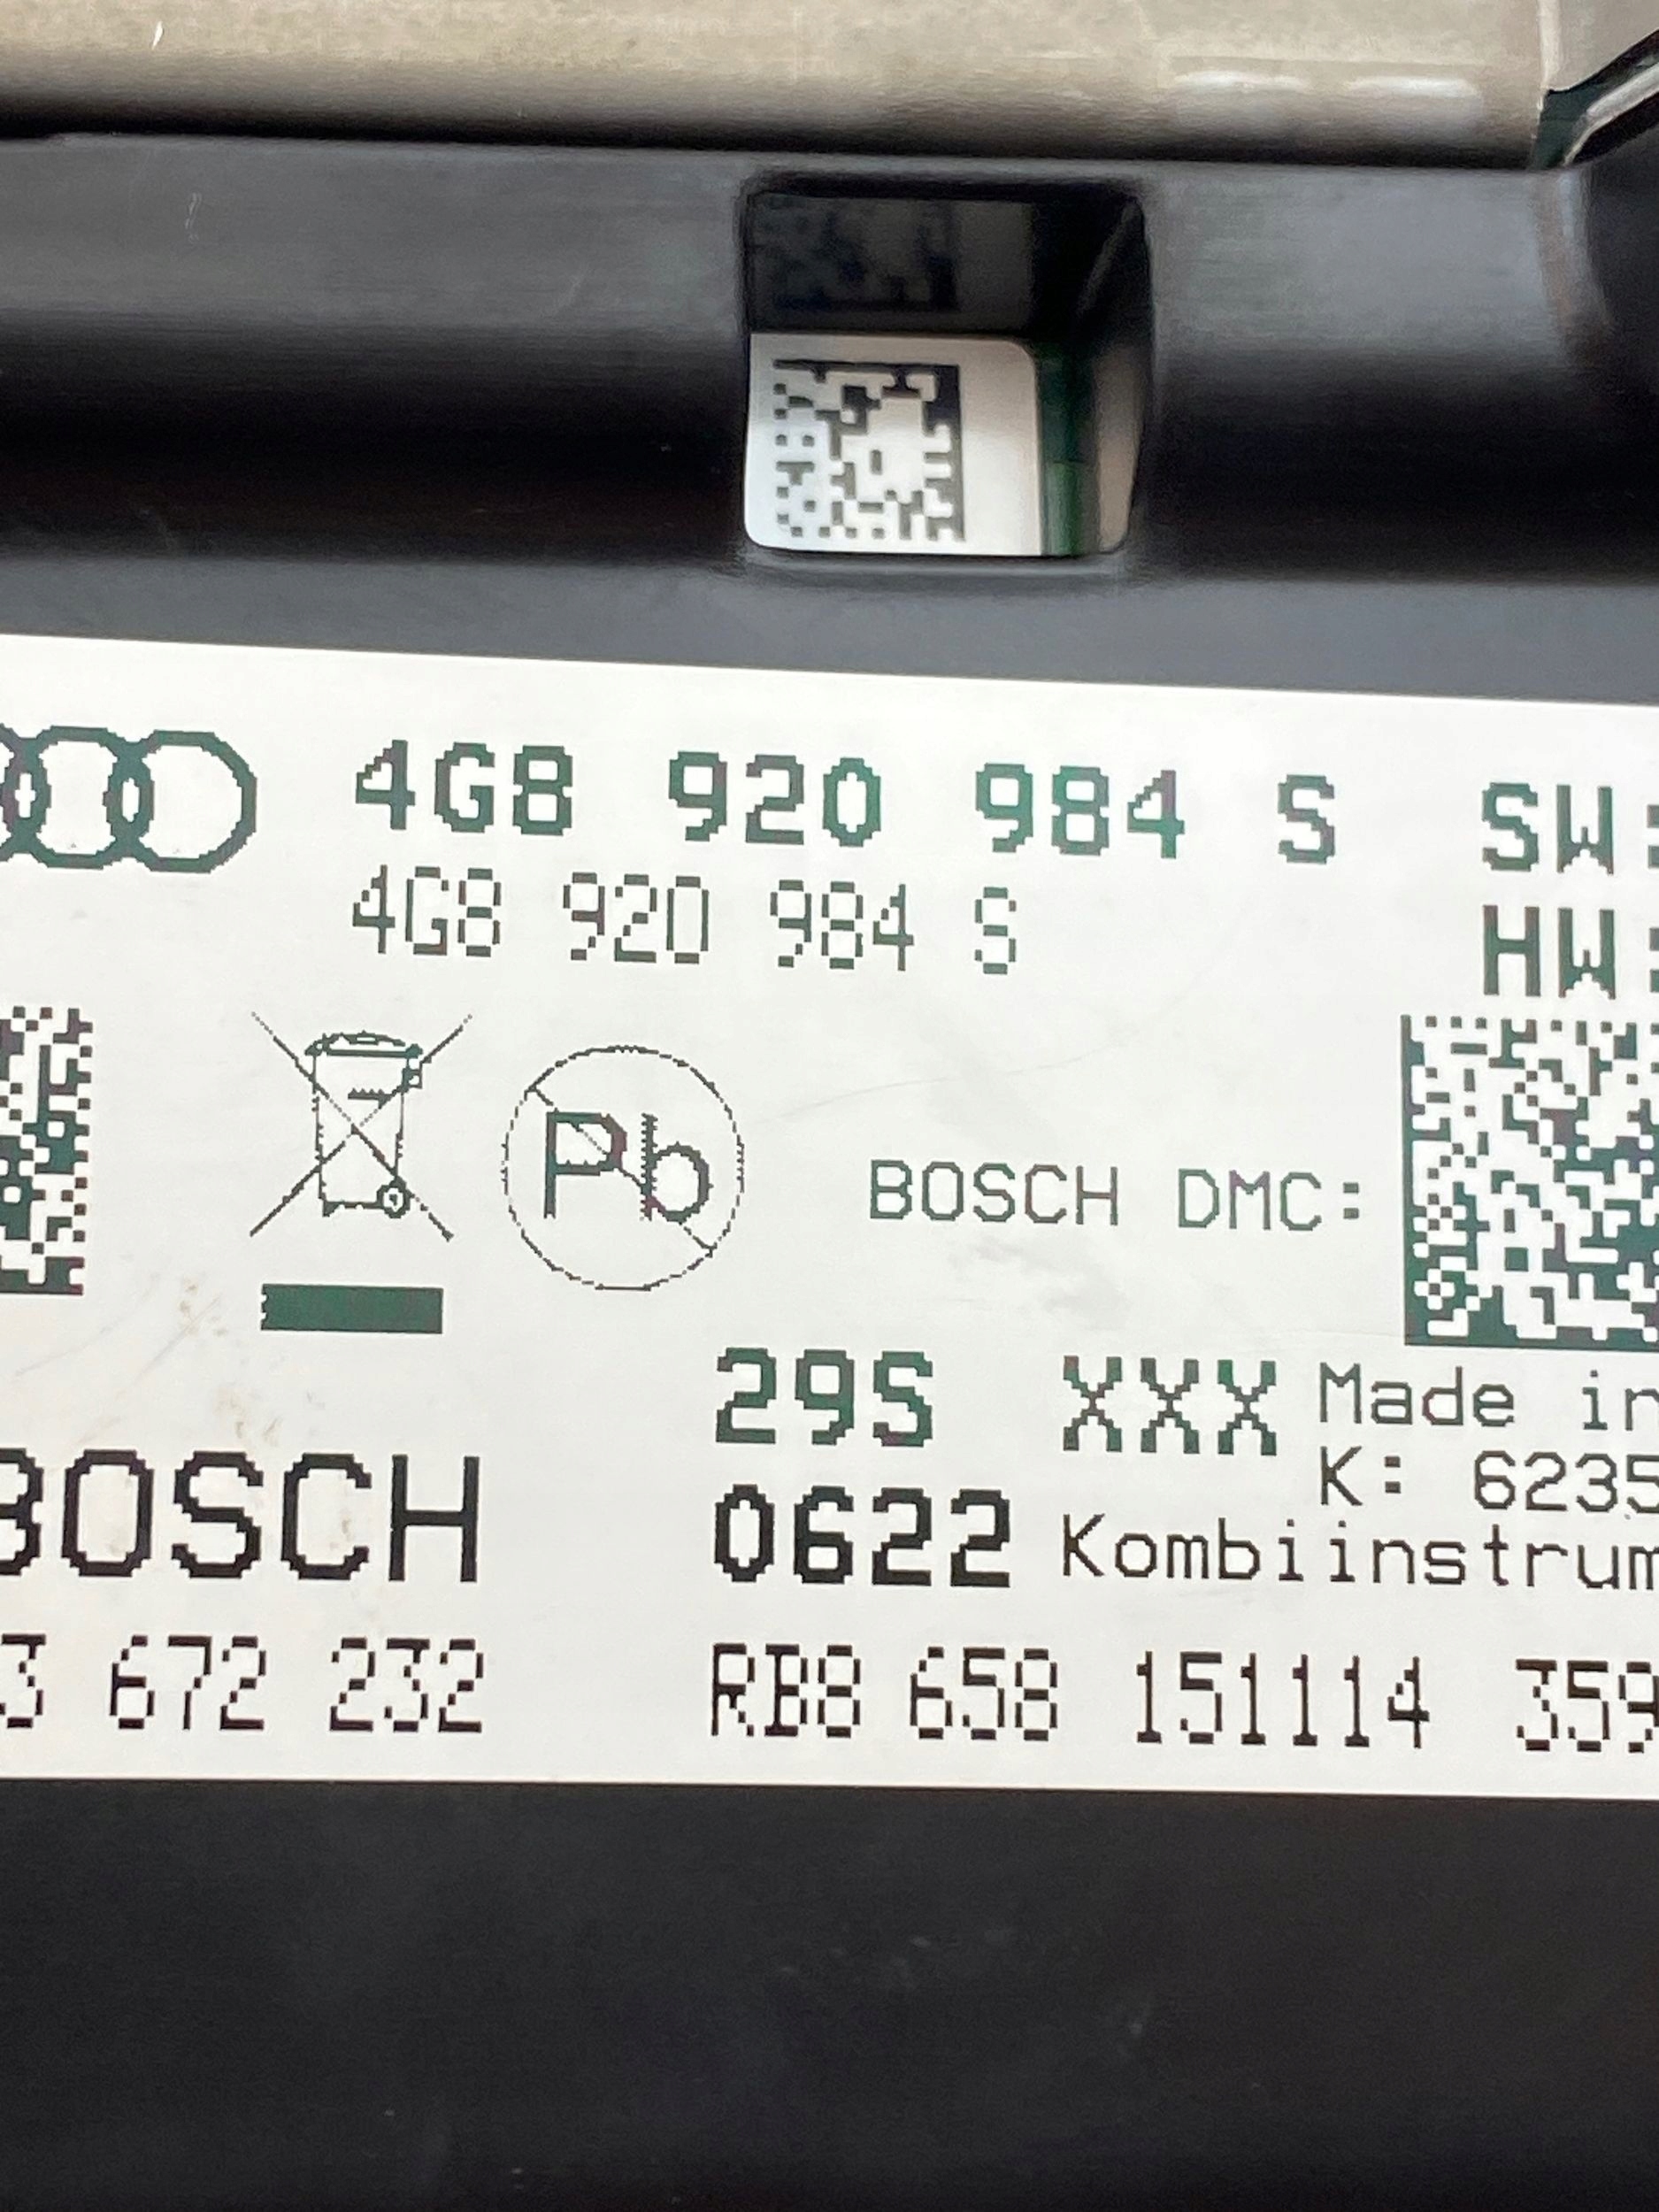 4G8 920 984 S SW:
4G8 920 984 S
HW:
Pb
BOSCH DMC:
29S XXX Made in
K: 6235
BOSCH 0622 Kombiinstrum
3 672 232 RB8 658 151114 359